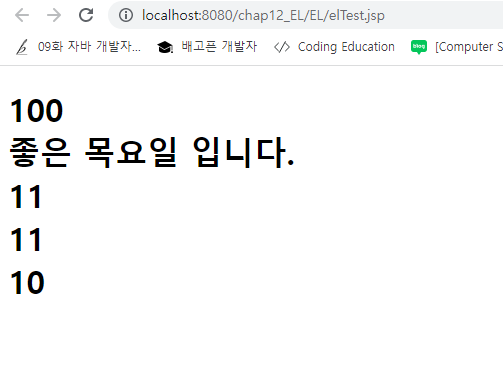 localhost:8080/chap12_EL/EL/elTest.jsp
09화 자바 개발자... 배고픈 개발자 Coding Education blog [Computer S
100
좋은 목요일 입니다.
11
11
10